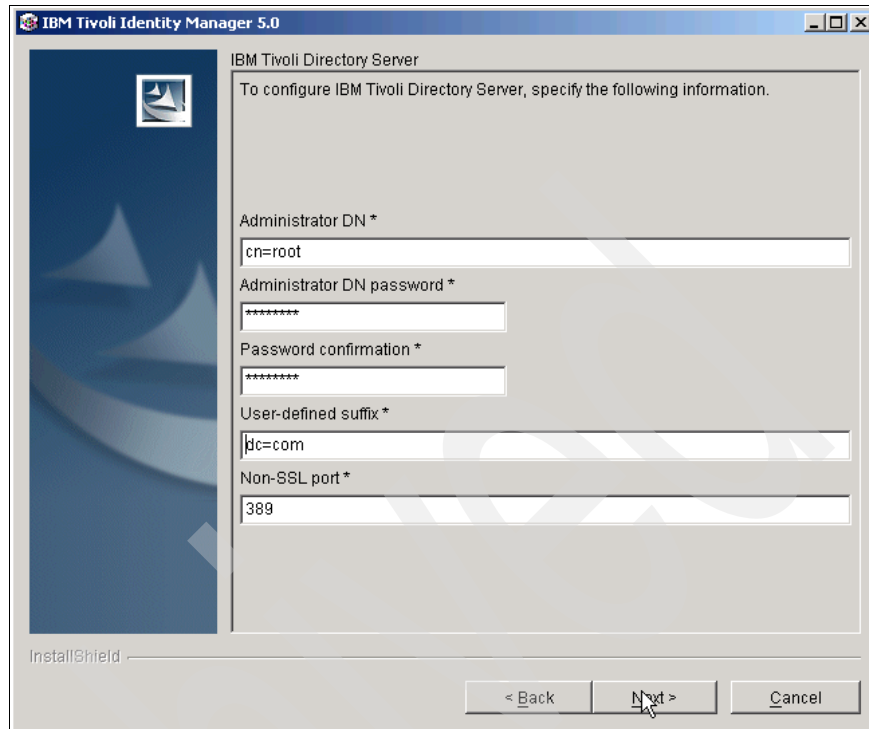 IBM Tivoli Identity Manager 5.0
IBM Tivoli Directory Server
To configure IBM Tivoli Directory Server, specify the following information.
Administrator DN *
cn=root
Administrator DN password *
********
Password confirmation *
********
User-defined suffix *
dc=com
Non-SSL port *
389
InstallShield
< Back
Next >
Cancel